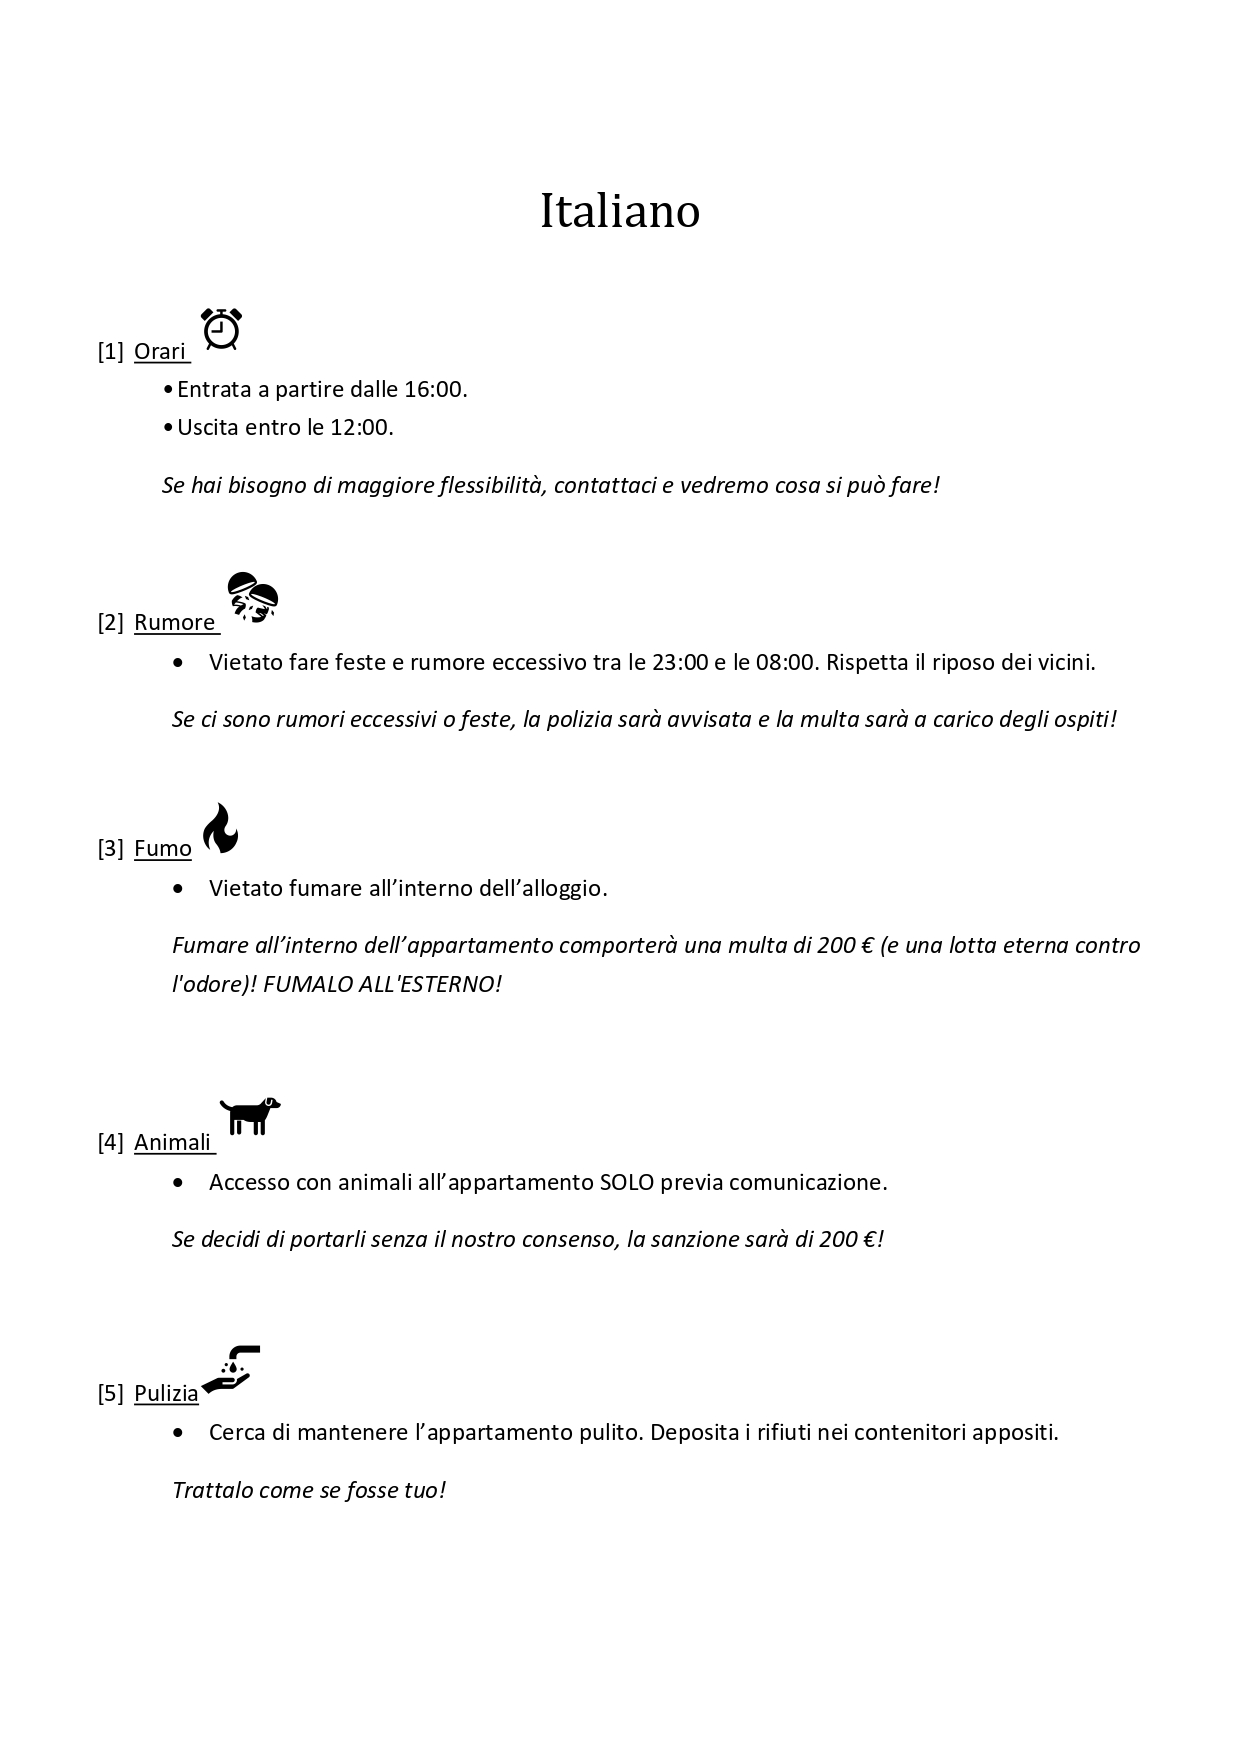 Italiano
[1] Orari
•Entrata a partire dalle 16:00.
•Uscita entro le 12:00.
Se hai bisogno di maggiore flessibilità, contattaci e vedremo cosa si può fare!
[2] Rumore
• Vietato fare feste e rumore eccessivo tra le 23:00 e le 08:00. Rispetta il riposo dei vicini.
Se ci sono rumori eccessivi o feste, la polizia sarà avvisata e la multa sarà a carico degli ospiti!
[3] Fumo
• Vietato fumare all’interno dell’alloggio.
Fumare all’interno dell’appartamento comporterà una multa di 200 € (e una lotta eterna contro
l'odore)! FUMALO ALL'ESTERNO!
[4] Animali
• Accesso con animali all’appartamento SOLO previa comunicazione.
Se decidi di portarli senza il nostro consenso, la sanzione sarà di 200 €!
[5] Pulizia
• Cerca di mantenere l’appartamento pulito. Deposita i rifiuti nei contenitori appositi.
Trattalo come se fosse tuo!